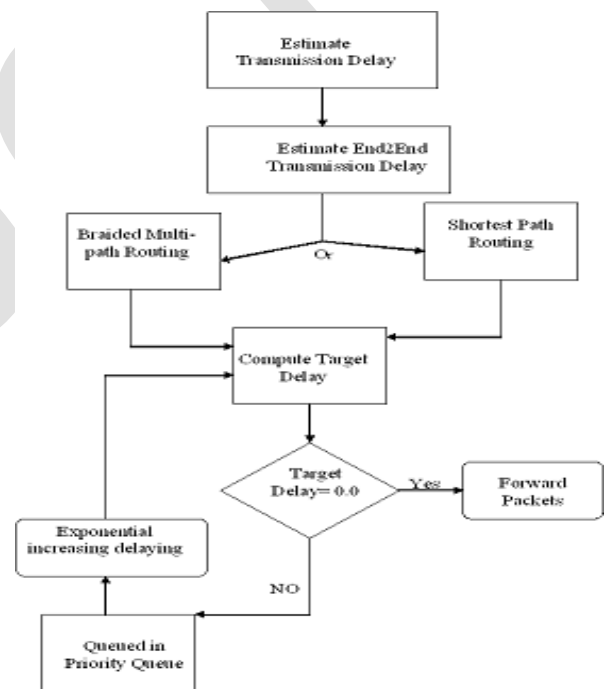 Estimate
Transmission Delay
Estimate End2End
Transmission Delay
Braided Multi-
path Routing
Shortest Path
Routing
Or
Compute Target
Delay
Target
Delay= 0.0
Yes
Forward
Packets
Exponential
increasing delaying
NO
Queued in
Priority Queue